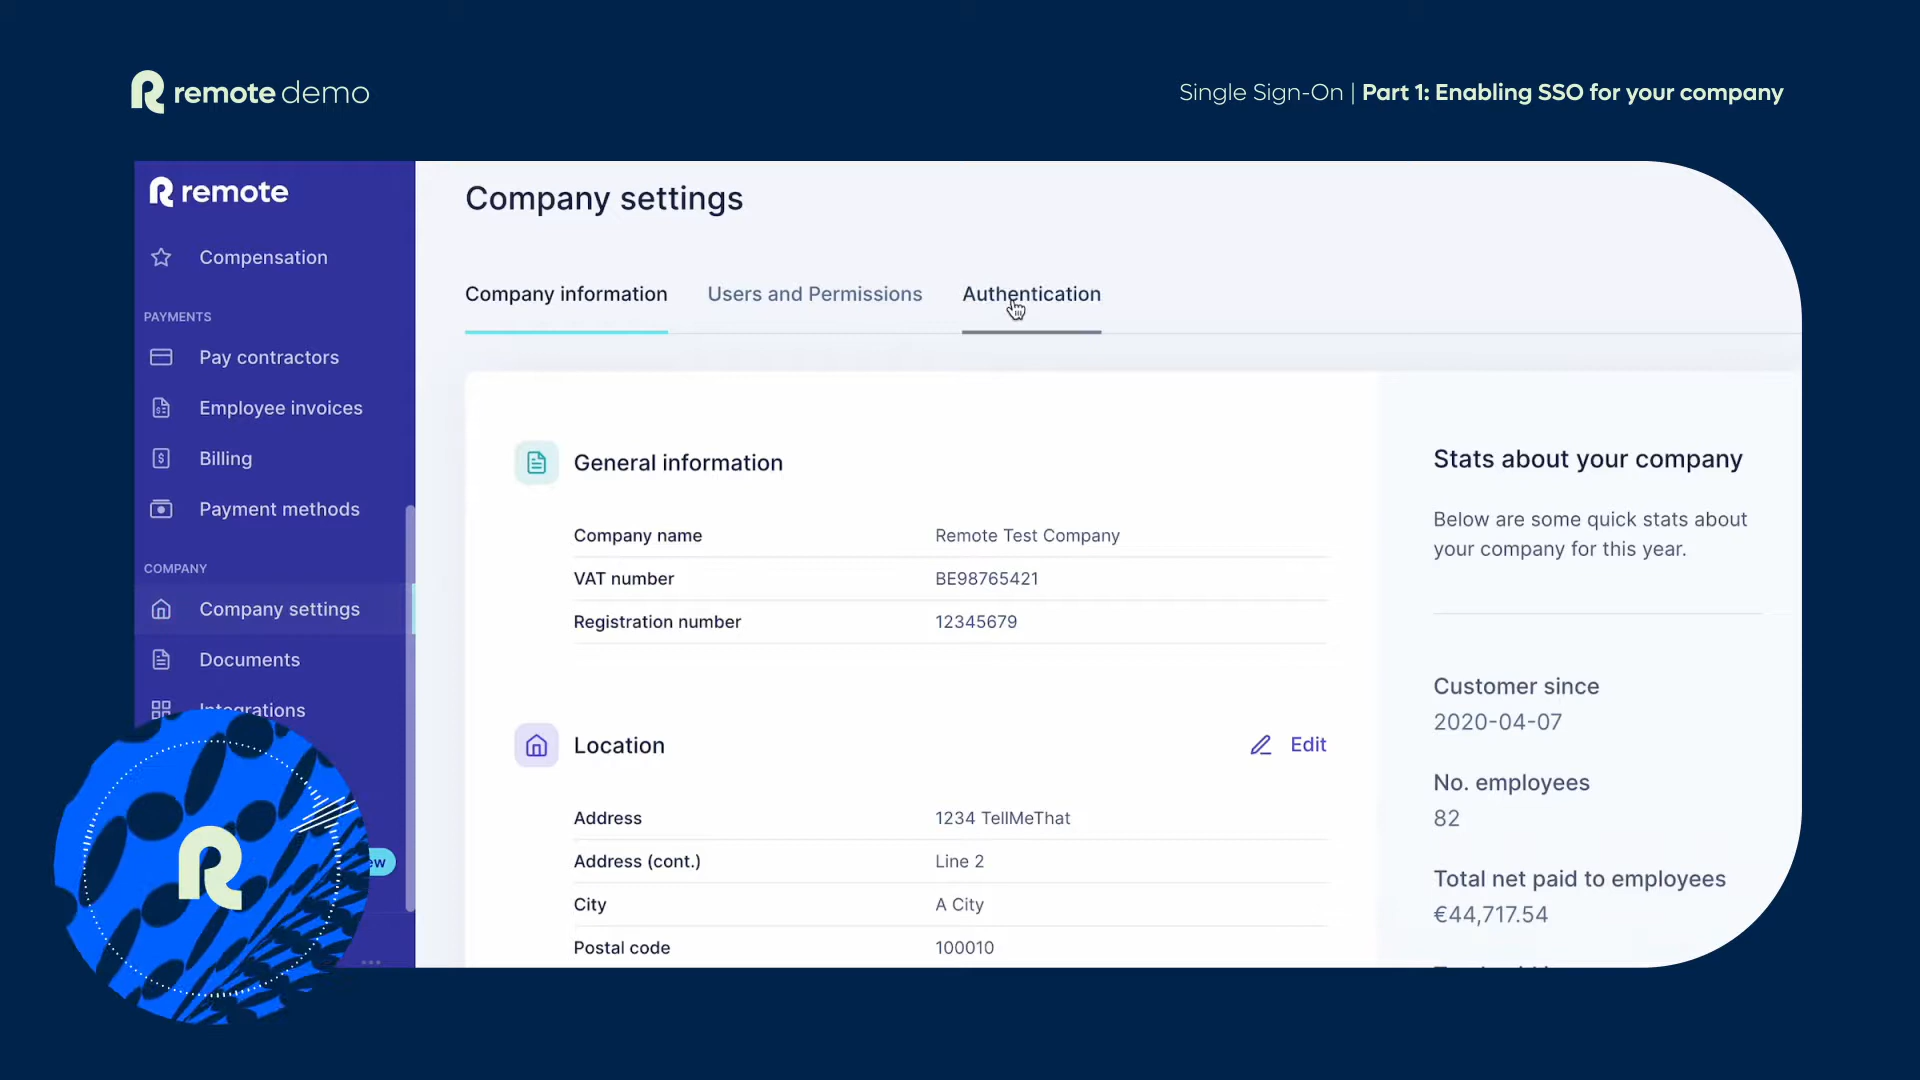 remote demo
Single Sign-On | Part 1: Enabling SSO for your company
remote
Compensation
PAYMENTS
Pay contractors
Employee invoices
Billing
Payment methods
COMPANY
Company settings
Documents
Integrations
Company settings
Company information
Users and Permissions
Authentication
General information
Company name
Remote Test Company
VAT number
BE98765421
Registration number
12345679
Location
Edit
Address
1234 TellMeThat
Address (cont.)
Line 2
City
A City
Postal code
100010
Stats about your company
Below are some quick stats about
your company for this year.
Customer since
2020-04-07
No. employees
82
Total net paid to employees
€44,717.54